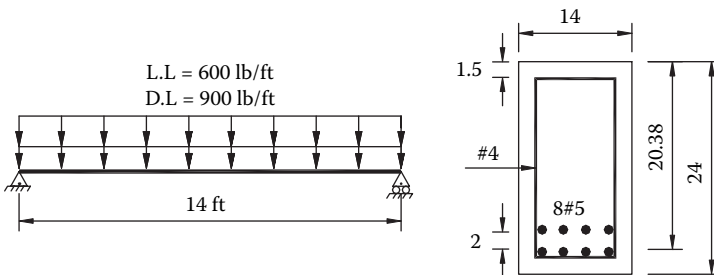 L.L = 600 lb/ft
D.L = 900 lb/ft
14 ft
14
1.5
#4
8#5
2
20.38
24